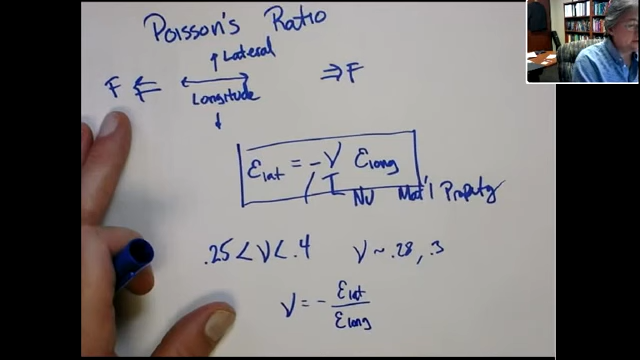 Poisson's Ratio
↑ Lateral
F ⇐ ⟷ ⇒ F
Longitude
↓
ε_lat = -ν ε_long
Nu Mat'l Property
.25 < ν < .4 ν ~ .28, .3
ν = - ε_lat / ε_long